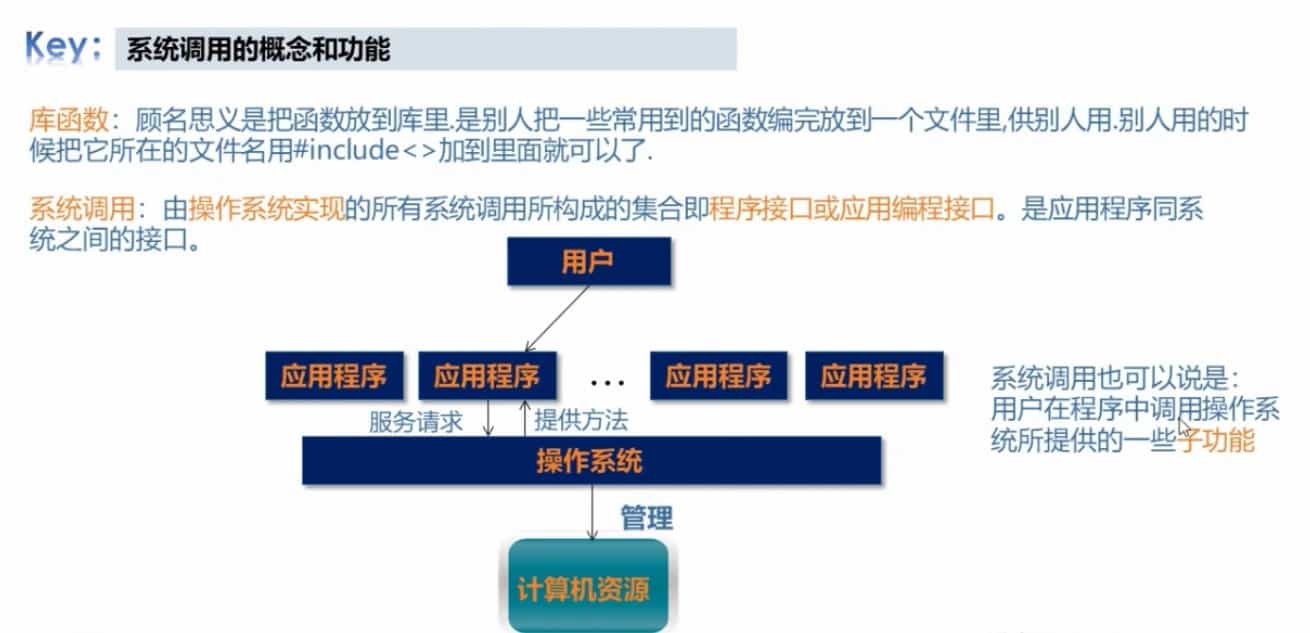 Key: 系统调用的概念和功能
库函数：顾名思义是把函数放到库里.是别人把一些常用到的函数编完放到一个文件里,供别人用.别人用的时
候把它所在的文件名用#include<>加到里面就可以了.
系统调用：由操作系统实现的所有系统调用所构成的集合即程序接口或应用编程接口。是应用程序同系
统之间的接口。
用户
应用程序 应用程序 ... 应用程序 应用程序
服务请求 提供方法
操作系统
管理
计算机资源
系统调用也可以说是：
用户在程序中调用操作系
统所提供的一些子功能